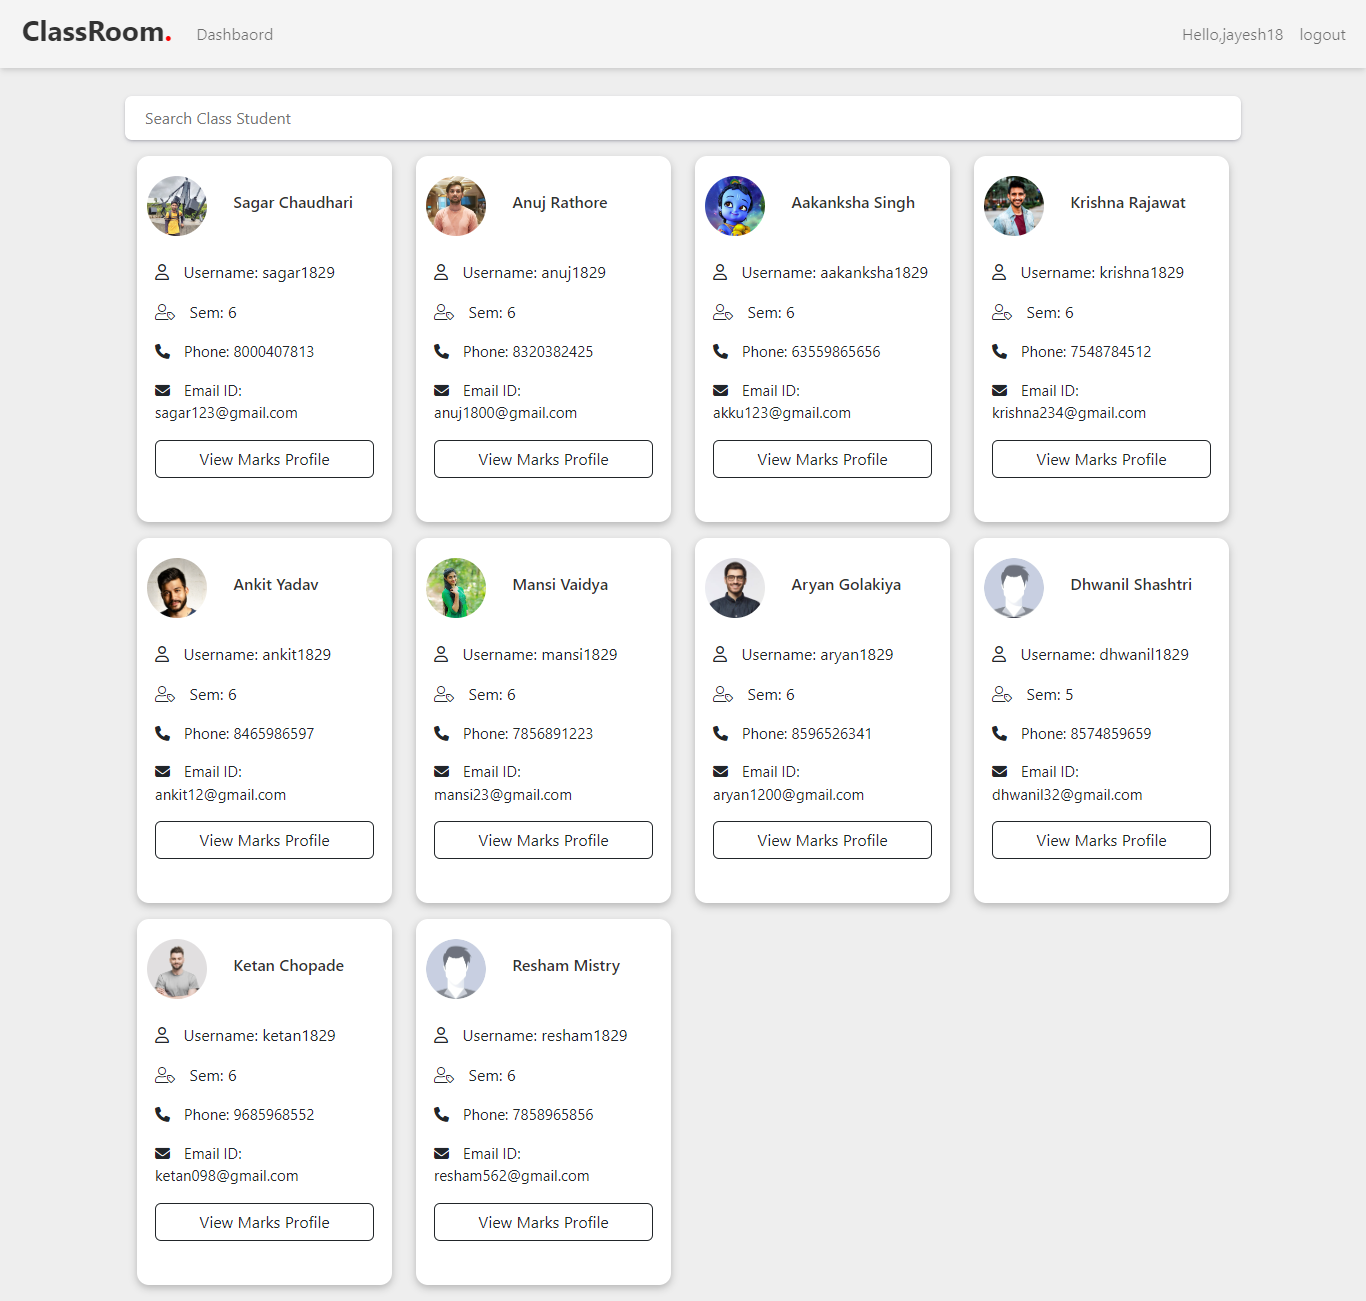 ClassRoom. Dashbaord Hello,jayesh18 logout
Search Class Student
Sagar Chaudhari
Username: sagar1829
Sem: 6
Phone: 8000407813
Email ID:
sagar123@gmail.com
View Marks Profile
Anuj Rathore
Username: anuj1829
Sem: 6
Phone: 8320382425
Email ID:
anuj1800@gmail.com
View Marks Profile
Aakanksha Singh
Username: aakanksha1829
Sem: 6
Phone: 63559865656
Email ID:
akku123@gmail.com
View Marks Profile
Krishna Rajawat
Username: krishna1829
Sem: 6
Phone: 7548784512
Email ID:
krishna234@gmail.com
View Marks Profile
Ankit Yadav
Username: ankit1829
Sem: 6
Phone: 8465986597
Email ID:
ankit12@gmail.com
View Marks Profile
Mansi Vaidya
Username: mansi1829
Sem: 6
Phone: 7856891223
Email ID:
mansi23@gmail.com
View Marks Profile
Aryan Golakiya
Username: aryan1829
Sem: 6
Phone: 8596526341
Email ID:
aryan1200@gmail.com
View Marks Profile
Dhwanil Shashtri
Username: dhwanil1829
Sem: 5
Phone: 8574859659
Email ID:
dhwanil32@gmail.com
View Marks Profile
Ketan Chopade
Username: ketan1829
Sem: 6
Phone: 9685968552
Email ID:
ketan098@gmail.com
View Marks Profile
Resham Mistry
Username: resham1829
Sem: 6
Phone: 7858965856
Email ID:
resham562@gmail.com
View Marks Profile